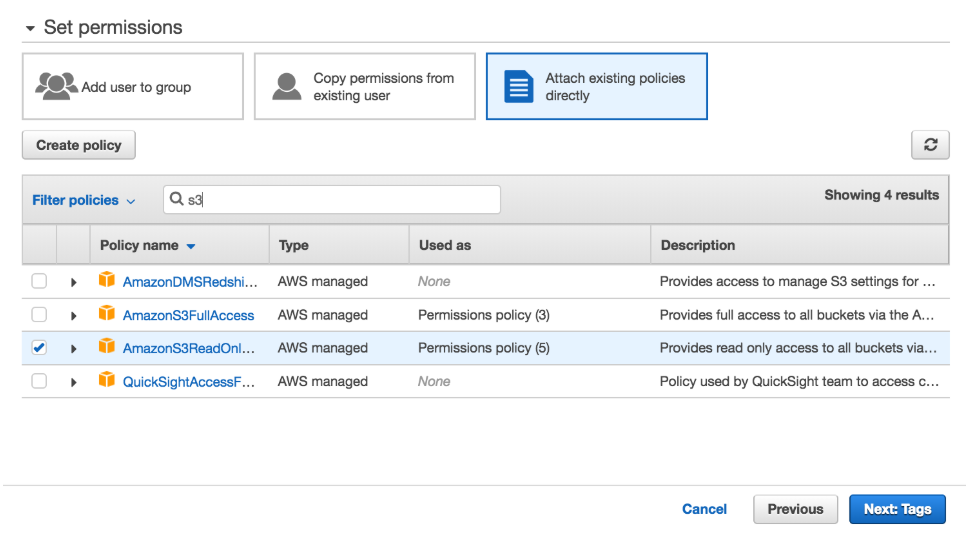 Set permissions
Add user to group
Copy permissions from
existing user
Attach existing policies
directly
Create policy
Filter policies
s3
Showing 4 results
Policy name Type Used as Description
AmazonDMSRedshi... AWS managed None Provides access to manage S3 settings for ...
AmazonS3FullAccess AWS managed Permissions policy (3) Provides full access to all buckets via the A...
AmazonS3ReadOnl... AWS managed Permissions policy (5) Provides read only access to all buckets via...
QuickSightAccessF... AWS managed None Policy used by QuickSight team to access c...
Cancel Previous Next: Tags